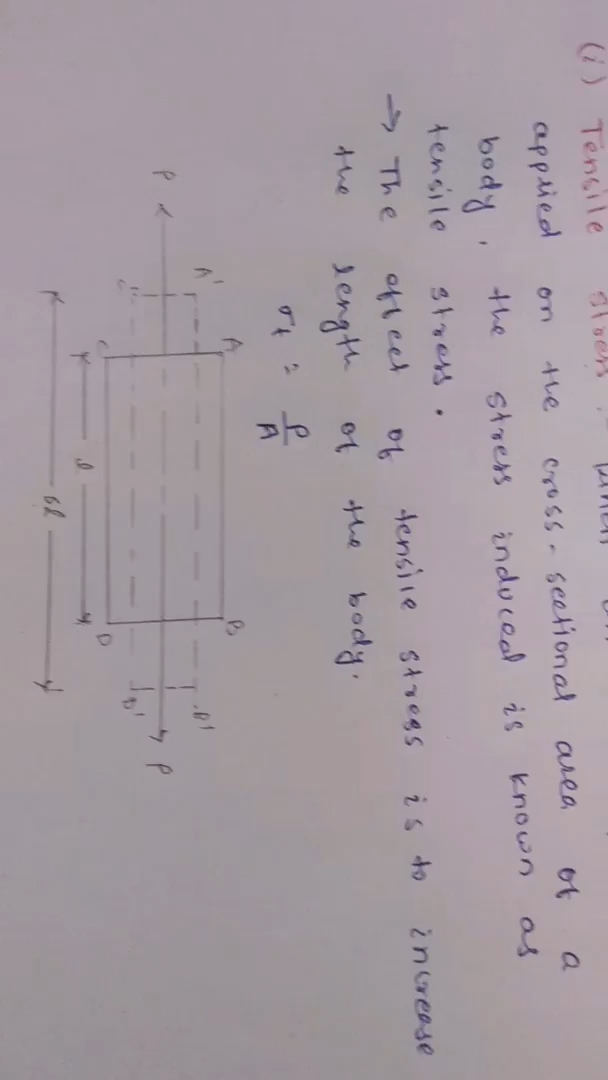 (i) Tensile stress :
applied on the cross-sectional area of a
body, the stress induced is known as
tensile stress.
→ The effect of tensile stress is to increase
the length of the body.
σt = P/A
A' A B B'
P P
C' C D D'
l
δl